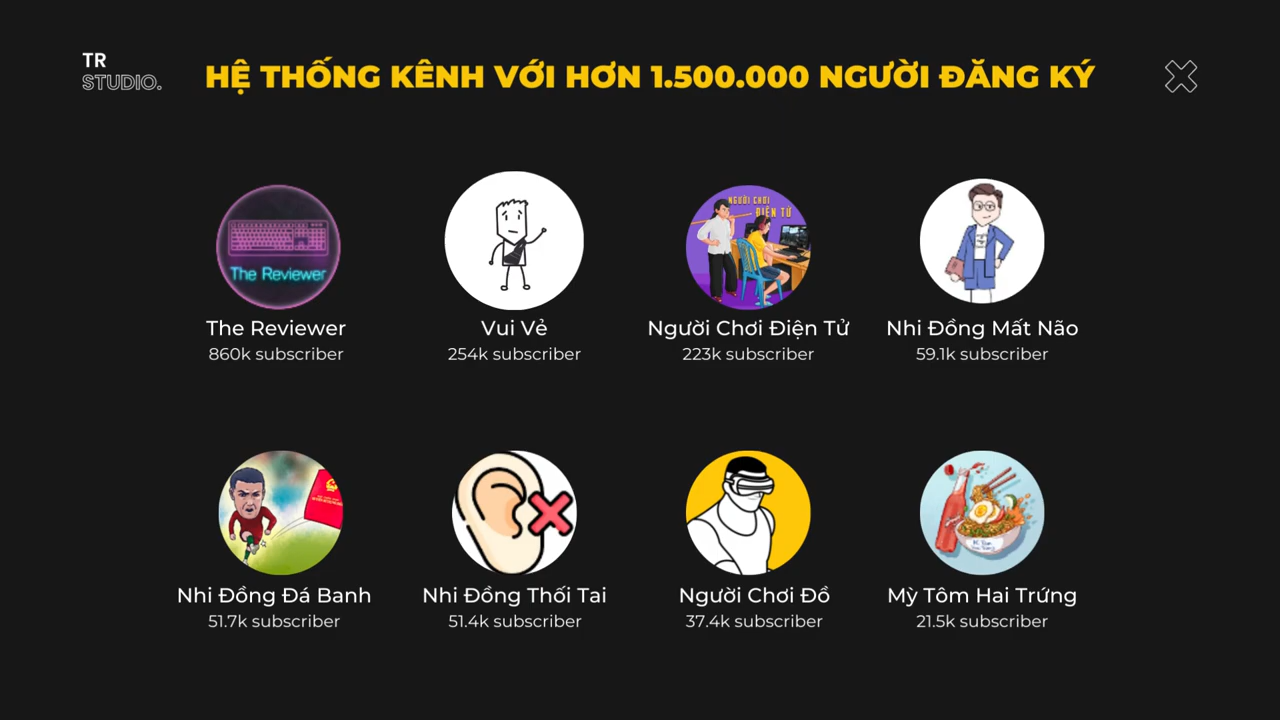 TR
STUDIO.
HỆ THỐNG KÊNH VỚI HƠN 1.500.000 NGƯỜI ĐĂNG KÝ
The Reviewer
NGƯỜI CHƠI
ĐIỆN TỬ
The Reviewer
860k subscriber
Vui Vẻ
254k subscriber
Người Chơi Điện Tử
223k subscriber
Nhi Đồng Mất Não
59.1k subscriber
Nhi Đồng Đá Banh
51.7k subscriber
Nhi Đồng Thối Tai
51.4k subscriber
Người Chơi Đồ
37.4k subscriber
Mỳ Tôm Hai Trứng
21.5k subscriber